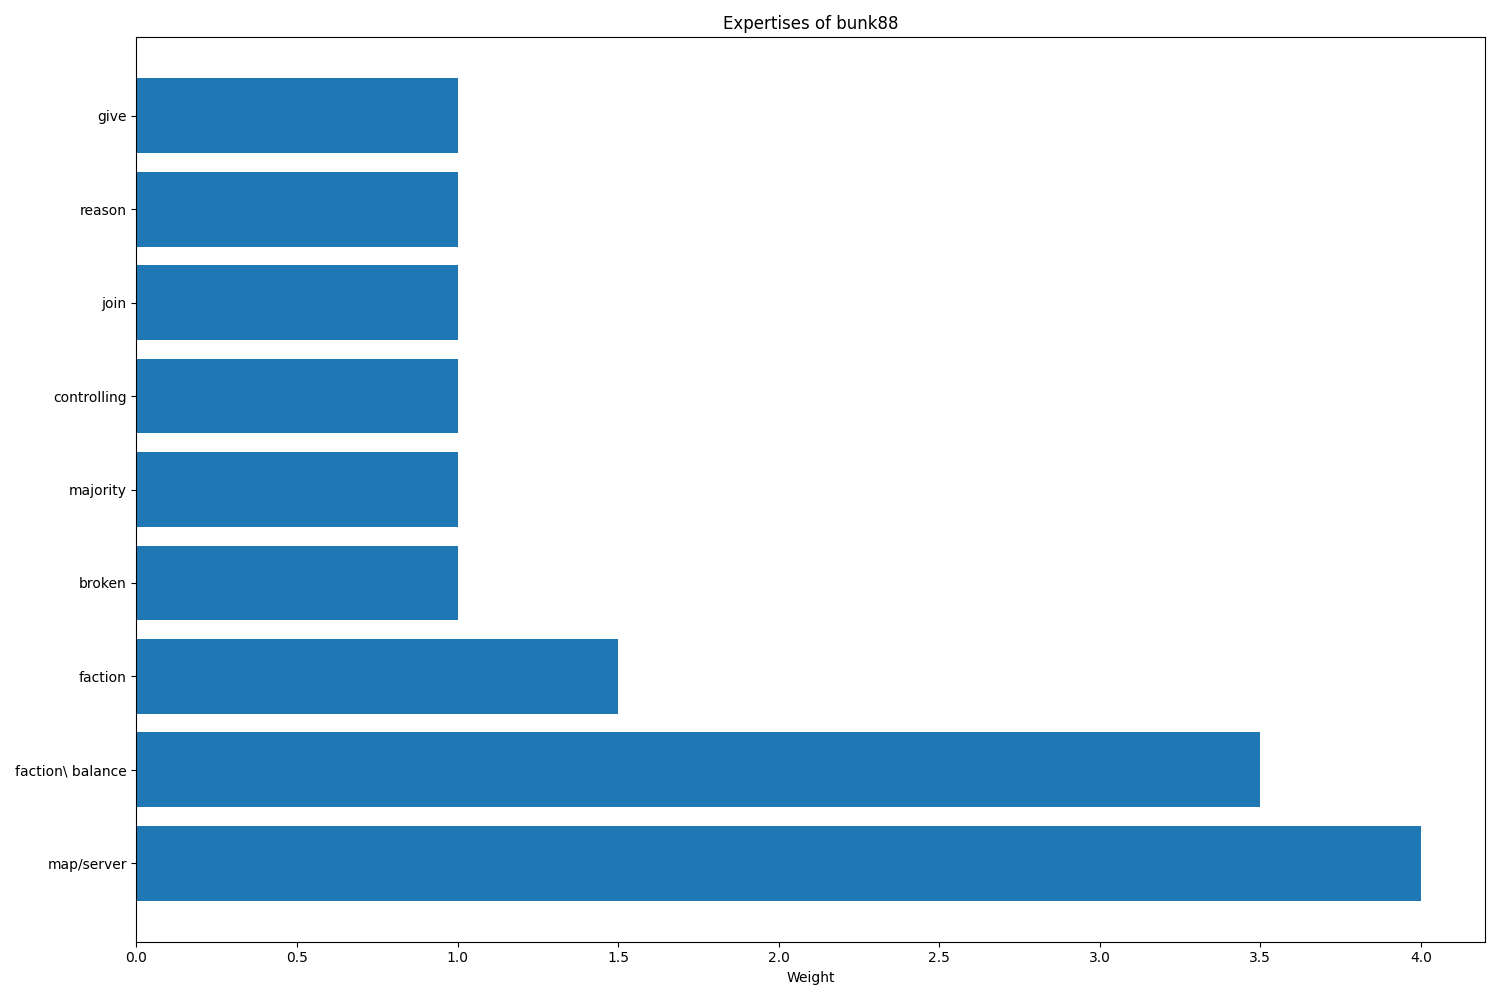 Expertises of bunk88
give
reason
join
controlling
majority
broken
faction
faction\ balance
map/server
0.0 0.5 1.0 1.5 2.0 2.5 3.0 3.5 4.0
Weight